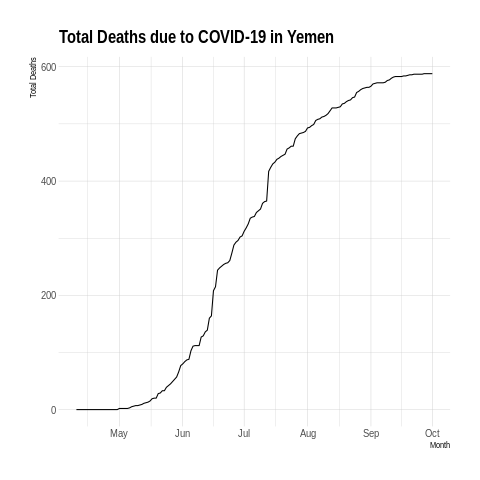 Total Deaths due to COVID-19 in Yemen
Total Deaths
600
400
200
0
May Jun Jul Aug Sep Oct
Month